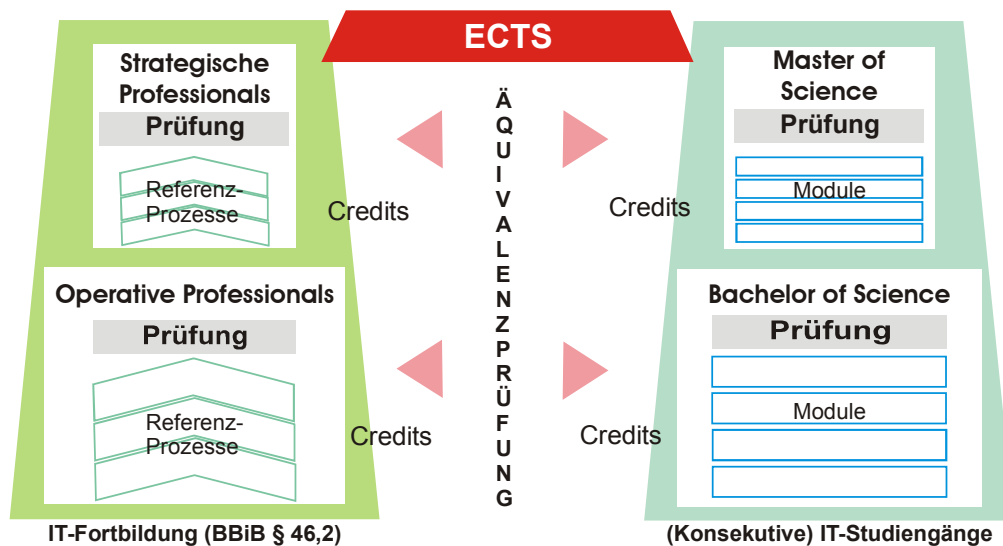 ECTS
Strategische
Professionals
Prüfung
Referenz-
Prozesse
Credits
Operative Professionals
Prüfung
Referenz-
Prozesse
Credits
IT-Fortbildung (BBiB § 46,2)
ÄQUIVALENZPRÜFUNG
Master of
Science
Prüfung
Module
Credits
Bachelor of Science
Prüfung
Module
Credits
(Konsekutive) IT-Studiengänge